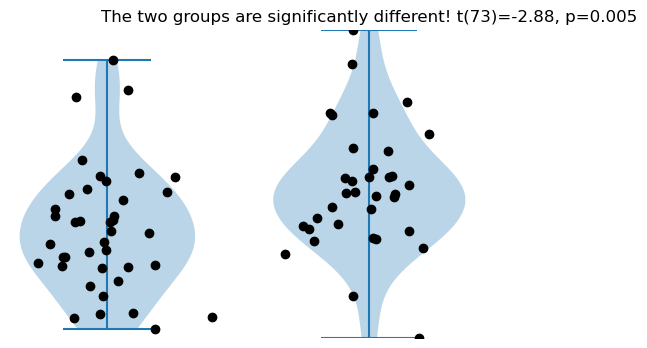 The two groups are significantly different! t(73)=-2.88, p=0.005